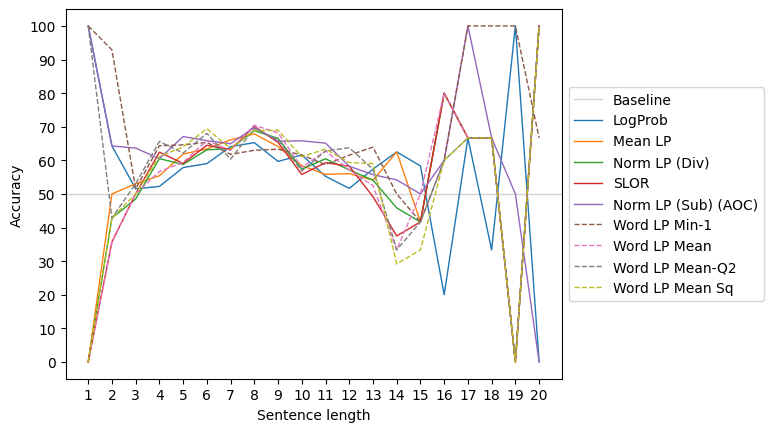 100
90
80
70
60
50
40
30
20
10
0
Accuracy
1 2 3 4 5 6 7 8 9 10 11 12 13 14 15 16 17 18 19 20
Sentence length
Baseline
LogProb
Mean LP
Norm LP (Div)
SLOR
Norm LP (Sub) (AOC)
Word LP Min-1
Word LP Mean
Word LP Mean-Q2
Word LP Mean Sq